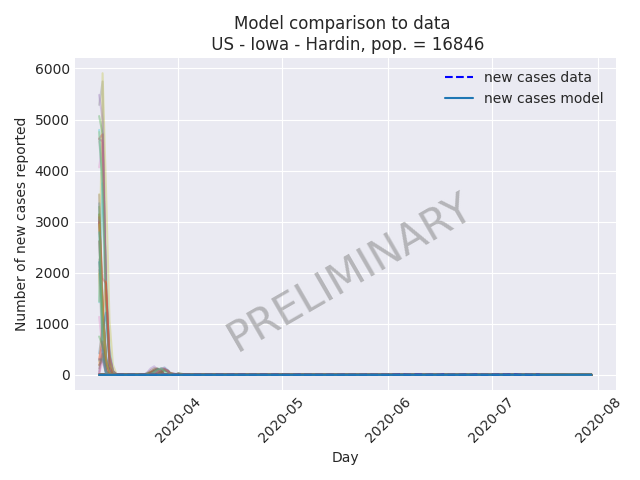 Model comparison to data
US - Iowa - Hardin, pop. = 16846
new cases data
new cases model
6000
5000
4000
3000
2000
1000
0
Number of new cases reported
PRELIMINARY
2020-04
2020-05
2020-06
2020-07
2020-08
Day